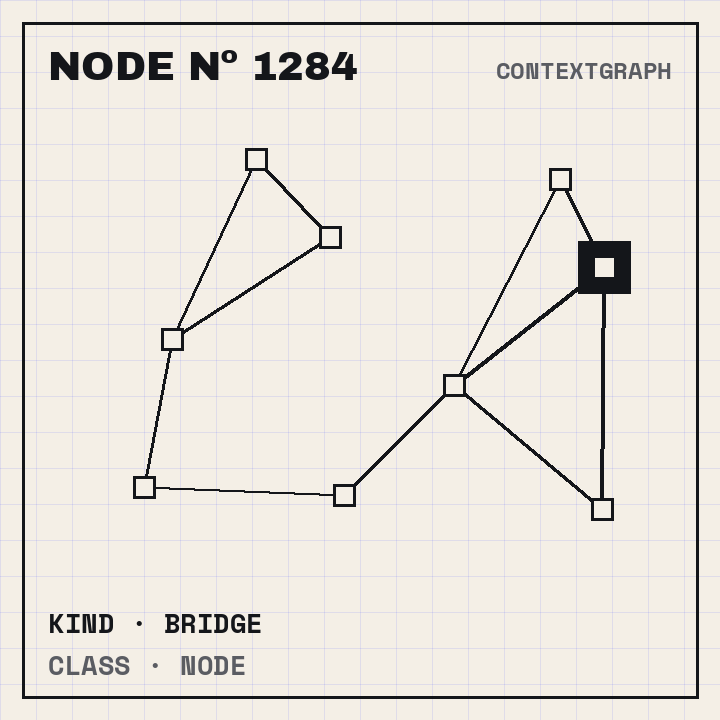 NODE Nº 1284
CONTEXTGRAPH
KIND · BRIDGE
CLASS · NODE